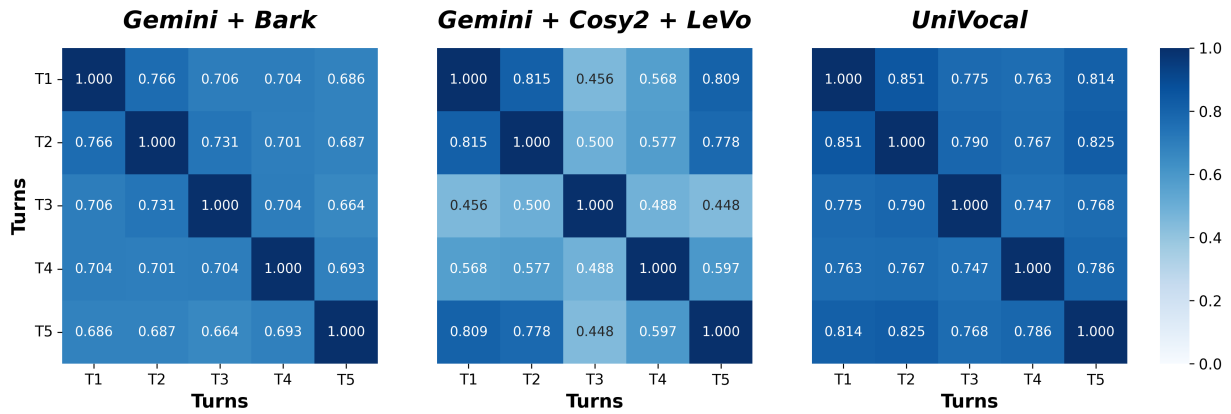 Gemini + Bark
Gemini + Cosy2 + LeVo
UniVocal
T1 1.000 0.766 0.706 0.704 0.686
T2 0.766 1.000 0.731 0.701 0.687
T3 0.706 0.731 1.000 0.704 0.664
T4 0.704 0.701 0.704 1.000 0.693
T5 0.686 0.687 0.664 0.693 1.000
T1 T2 T3 T4 T5
Turns
Turns
1.000 0.815 0.456 0.568 0.809
0.815 1.000 0.500 0.577 0.778
0.456 0.500 1.000 0.488 0.448
0.568 0.577 0.488 1.000 0.597
0.809 0.778 0.448 0.597 1.000
T1 T2 T3 T4 T5
Turns
1.000 0.851 0.775 0.763 0.814
0.851 1.000 0.790 0.767 0.825
0.775 0.790 1.000 0.747 0.768
0.763 0.767 0.747 1.000 0.786
0.814 0.825 0.768 0.786 1.000
T1 T2 T3 T4 T5
Turns
1.0
0.8
0.6
0.4
0.2
0.0